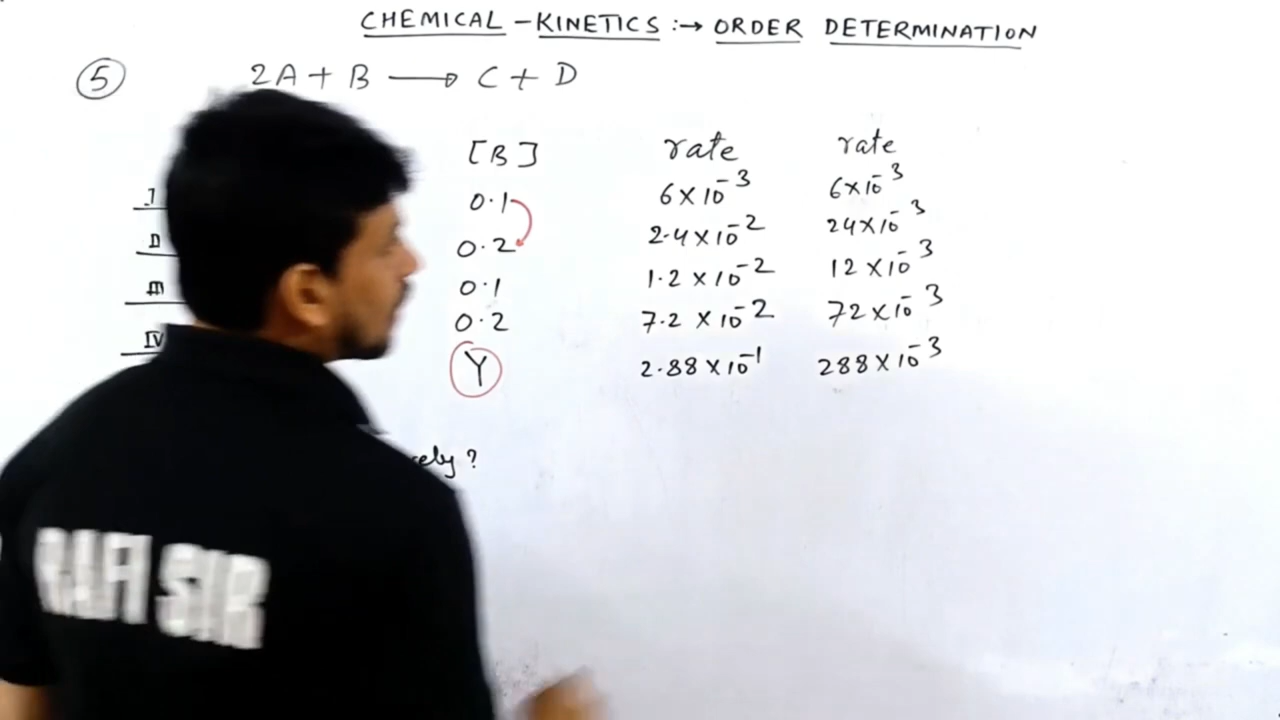 CHEMICAL-KINETICS :→ ORDER DETERMINATION
5 2A + B → C + D
[B] rate rate
I 0.1 6×10⁻³ 6×10⁻³
II 0.2 2.4×10⁻² 24×10⁻³
III 0.1 1.2×10⁻² 12×10⁻³
IV 0.2 7.2×10⁻² 72×10⁻³
Y 2.88×10⁻¹ 288×10⁻³
?
RAFI SIR